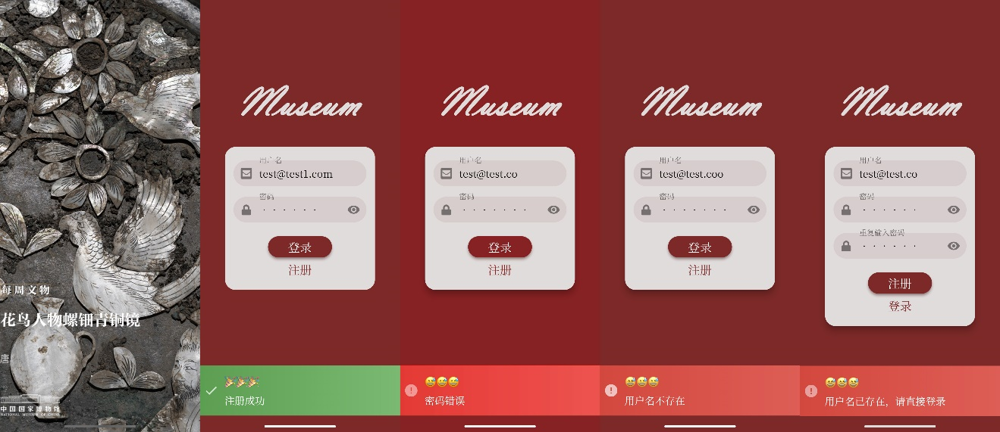 每周文物
花鸟人物螺钿青铜镜
唐
中国国家博物馆
NATIONAL MUSEUM OF CHINA
Museum
用户名
test@test1.com
密码
登录
注册
注册成功
Museum
用户名
test@test.co
密码
登录
注册
密码错误
Museum
用户名
test@test.coo
密码
登录
注册
用户名不存在
Museum
用户名
test@test.co
密码
重复输入密码
注册
登录
用户名已存在，请直接登录